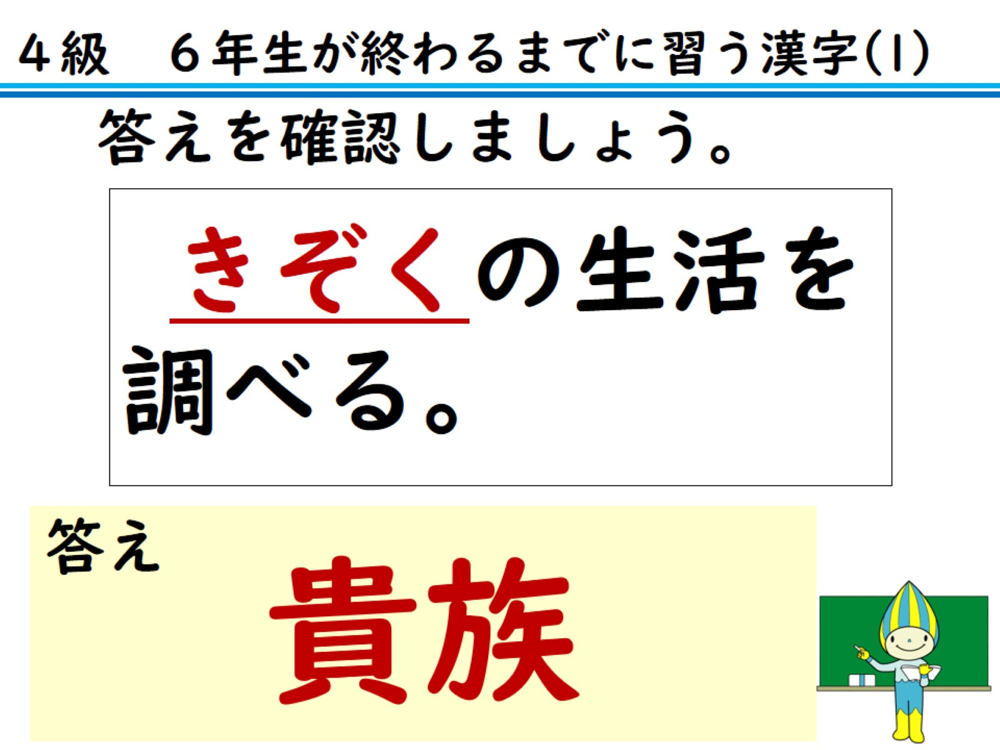 ４級　６年生が終わるまでに習う漢字(1)
答えを確認しましょう。
きぞくの生活を
調べる。
答え
貴族